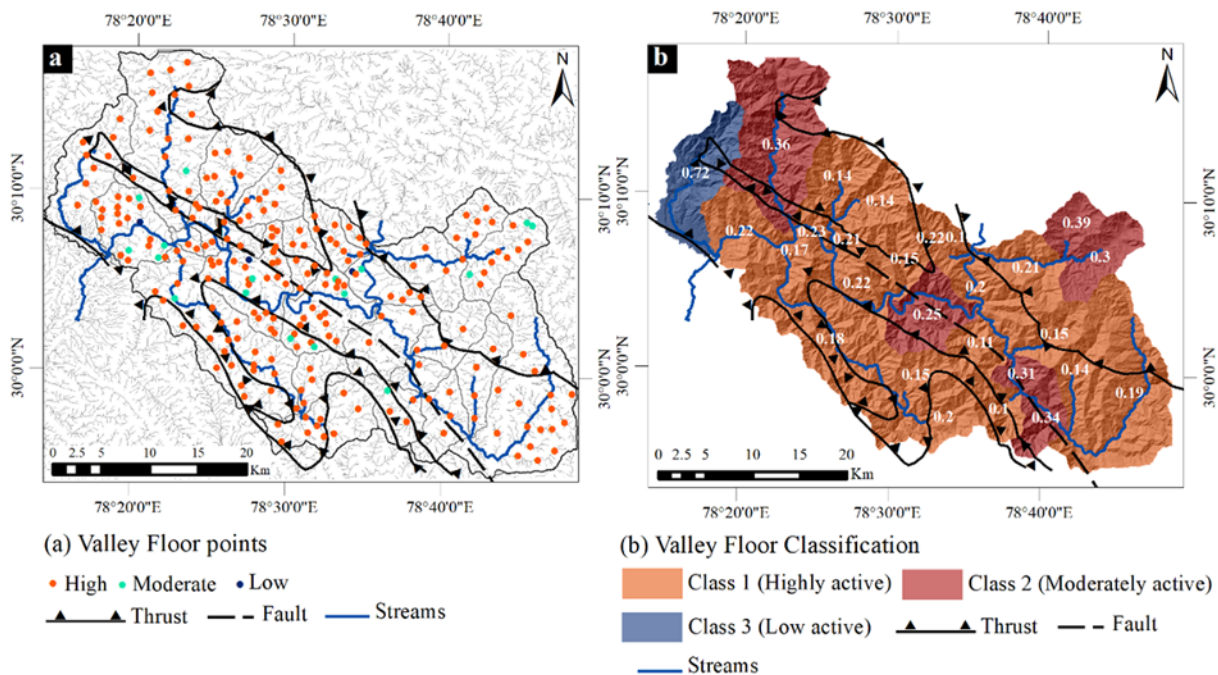 78°20'0"E 78°30'0"E 78°40'0"E
78°20'0"E 78°30'0"E 78°40'0"E
a
N
b
N
30°10'0"N
30°0'0"N
30°10'0"N
30°0'0"N
30°10'0"N
30°0'0"N
0.36
0.72
0.14
0.14
0.39
0.22
0.23
0.21
0.220.1
0.3
0.17
0.15
0.21
0.22
0.2
0.25
0.18
0.11
0.15
0.15
0.31
0.14
0.19
0.2
0.1
0.34
0 2.5 5 10 15 20
Km
0 2.5 5 10 15 20
Km
78°20'0"E 78°30'0"E 78°40'0"E
78°20'0"E 78°30'0"E 78°40'0"E
(a) Valley Floor points
High Moderate Low
Thrust Fault Streams
(b) Valley Floor Classification
Class 1 (Highly active) Class 2 (Moderately active)
Class 3 (Low active) Thrust Fault
Streams